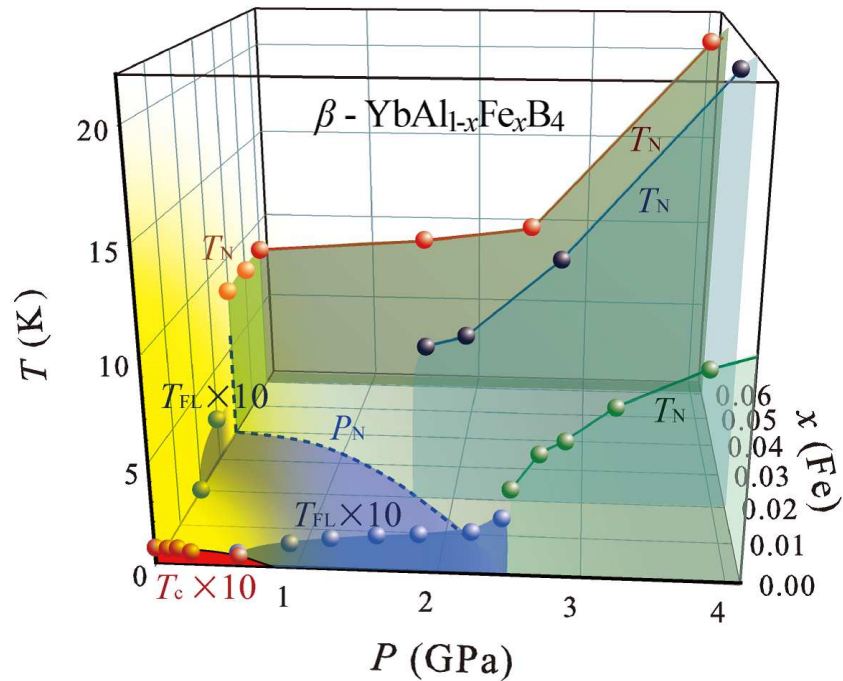 β - YbAl1-xFexB4
20
15
10
5
0
T (K)
TN
TN
TN
TN
TFL×10
PN
TFL×10
Tc×10
0.06
0.05
0.04
0.03
0.02
0.01
0.00
x (Fe)
1
2
3
4
P (GPa)